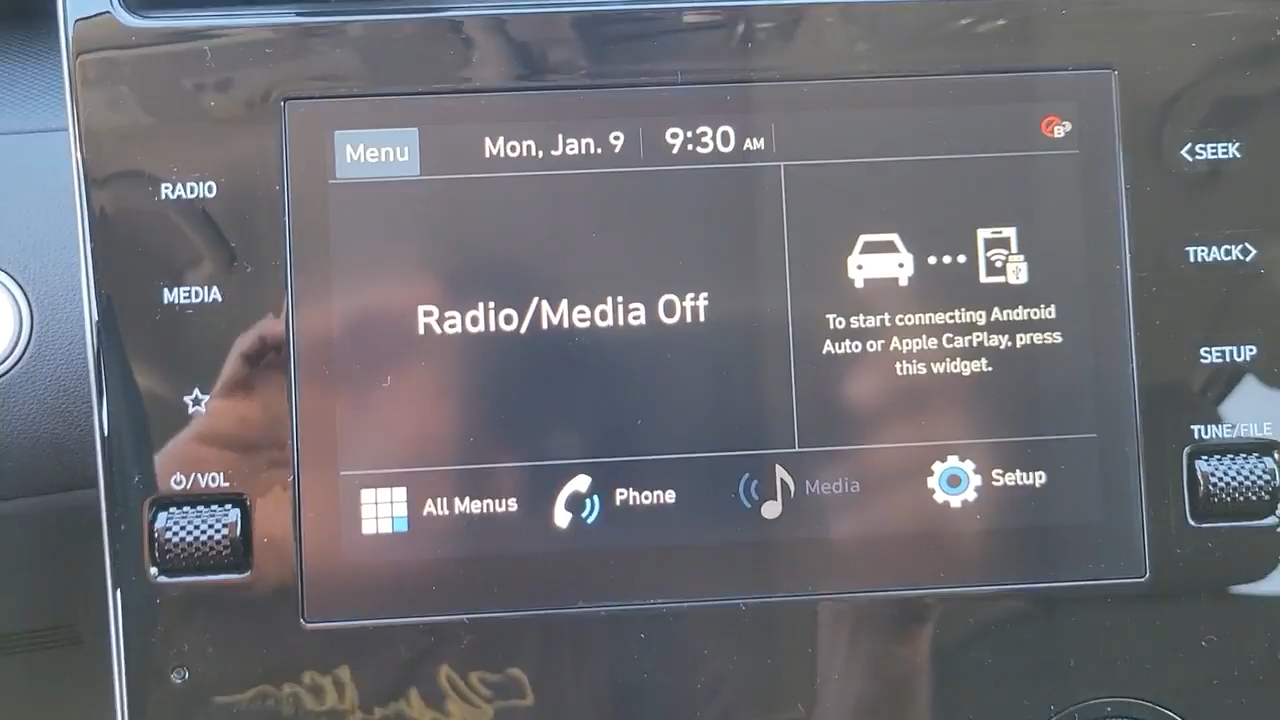 Menu
Mon, Jan. 9
9:30 AM
B
RADIO
MEDIA
⏻/VOL
Radio/Media Off
To start connecting Android
Auto or Apple CarPlay, press
this widget.
All Menus
Phone
Media
Setup
<SEEK
TRACK>
SETUP
TUNE/FILE